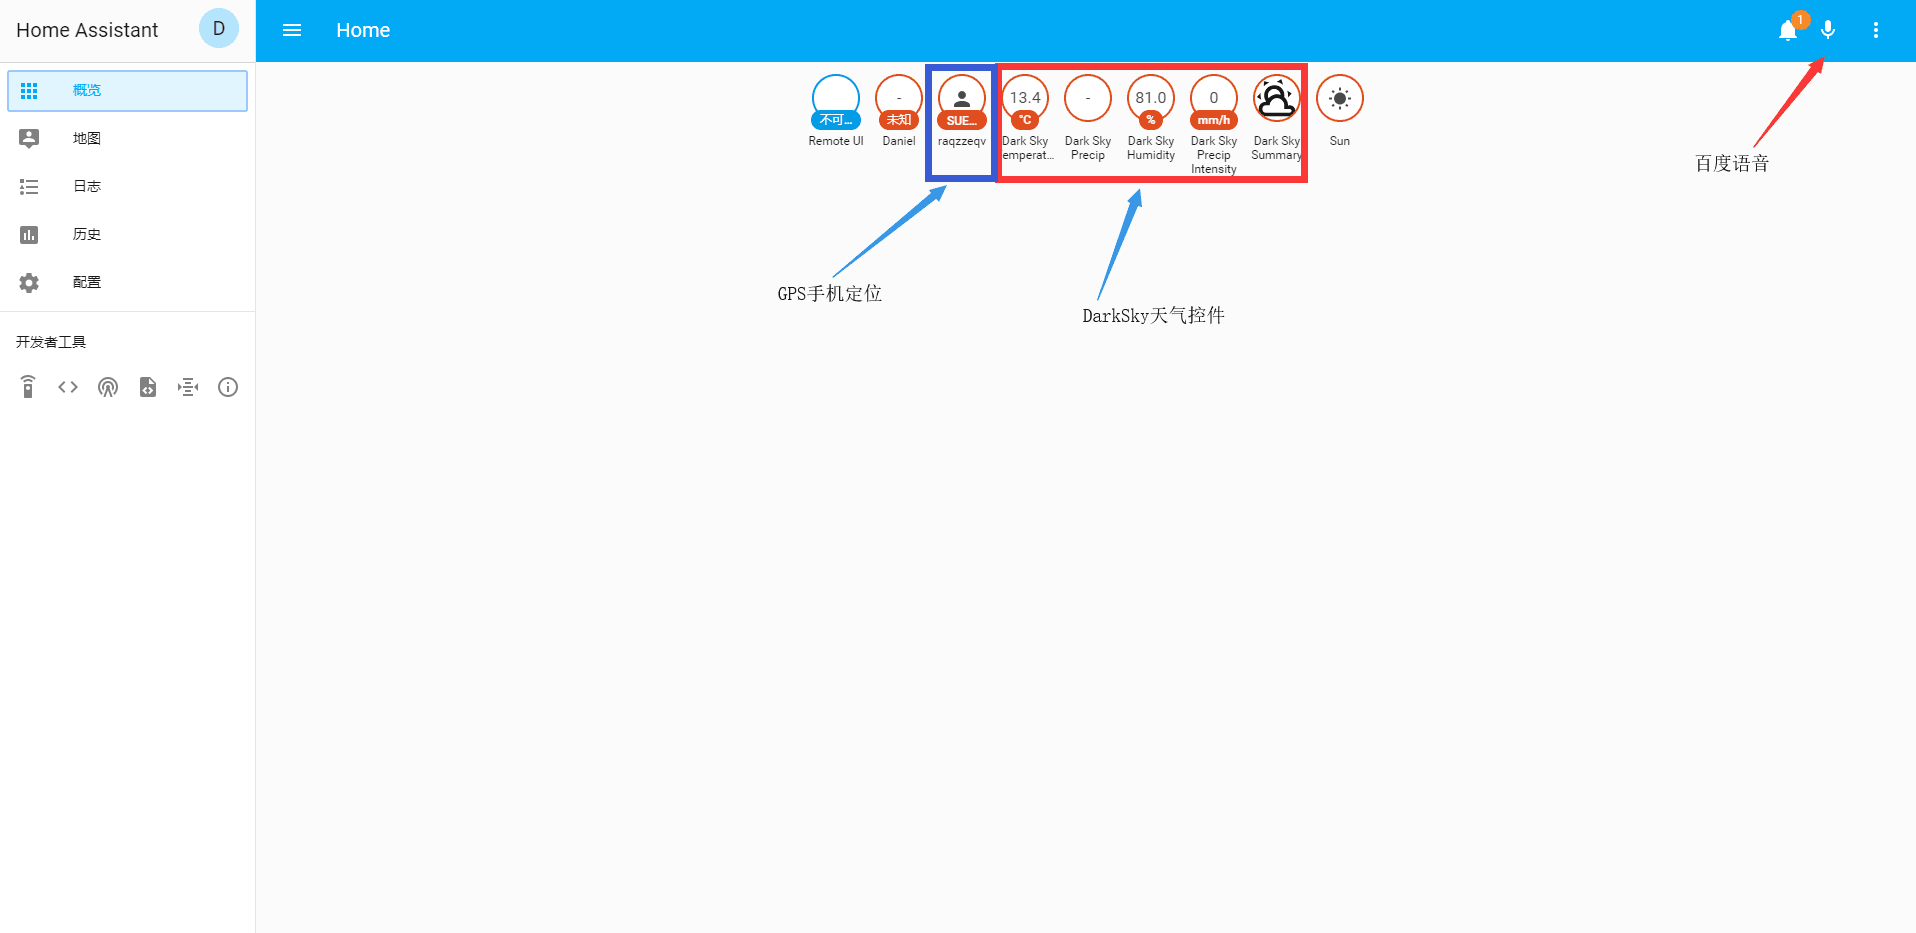 Home Assistant
D
Home
1
概览
地图
日志
历史
配置
开发者工具
不可...
Remote UI
-
未知
Daniel
SUE...
raqzzeqv
13.4
°C
Dark Sky
emperat...
-
Dark Sky
Precip
81.0
%
Dark Sky
Humidity
0
mm/h
Dark Sky
Precip
Intensity
Dark Sky
Summary
Sun
百度语音
GPS手机定位
DarkSky天气控件